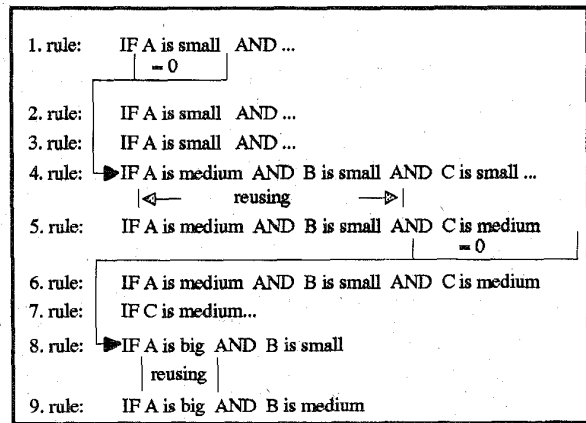 1. rule: IF A is small AND ...
= 0
2. rule: IF A is small AND ...
3. rule: IF A is small AND ...
4. rule: IF A is medium AND B is small AND C is small ...
reusing
5. rule: IF A is medium AND B is small AND C is medium
= 0
6. rule: IF A is medium AND B is small AND C is medium
7. rule: IF C is medium...
8. rule: IF A is big AND B is small
reusing
9. rule: IF A is big AND B is medium